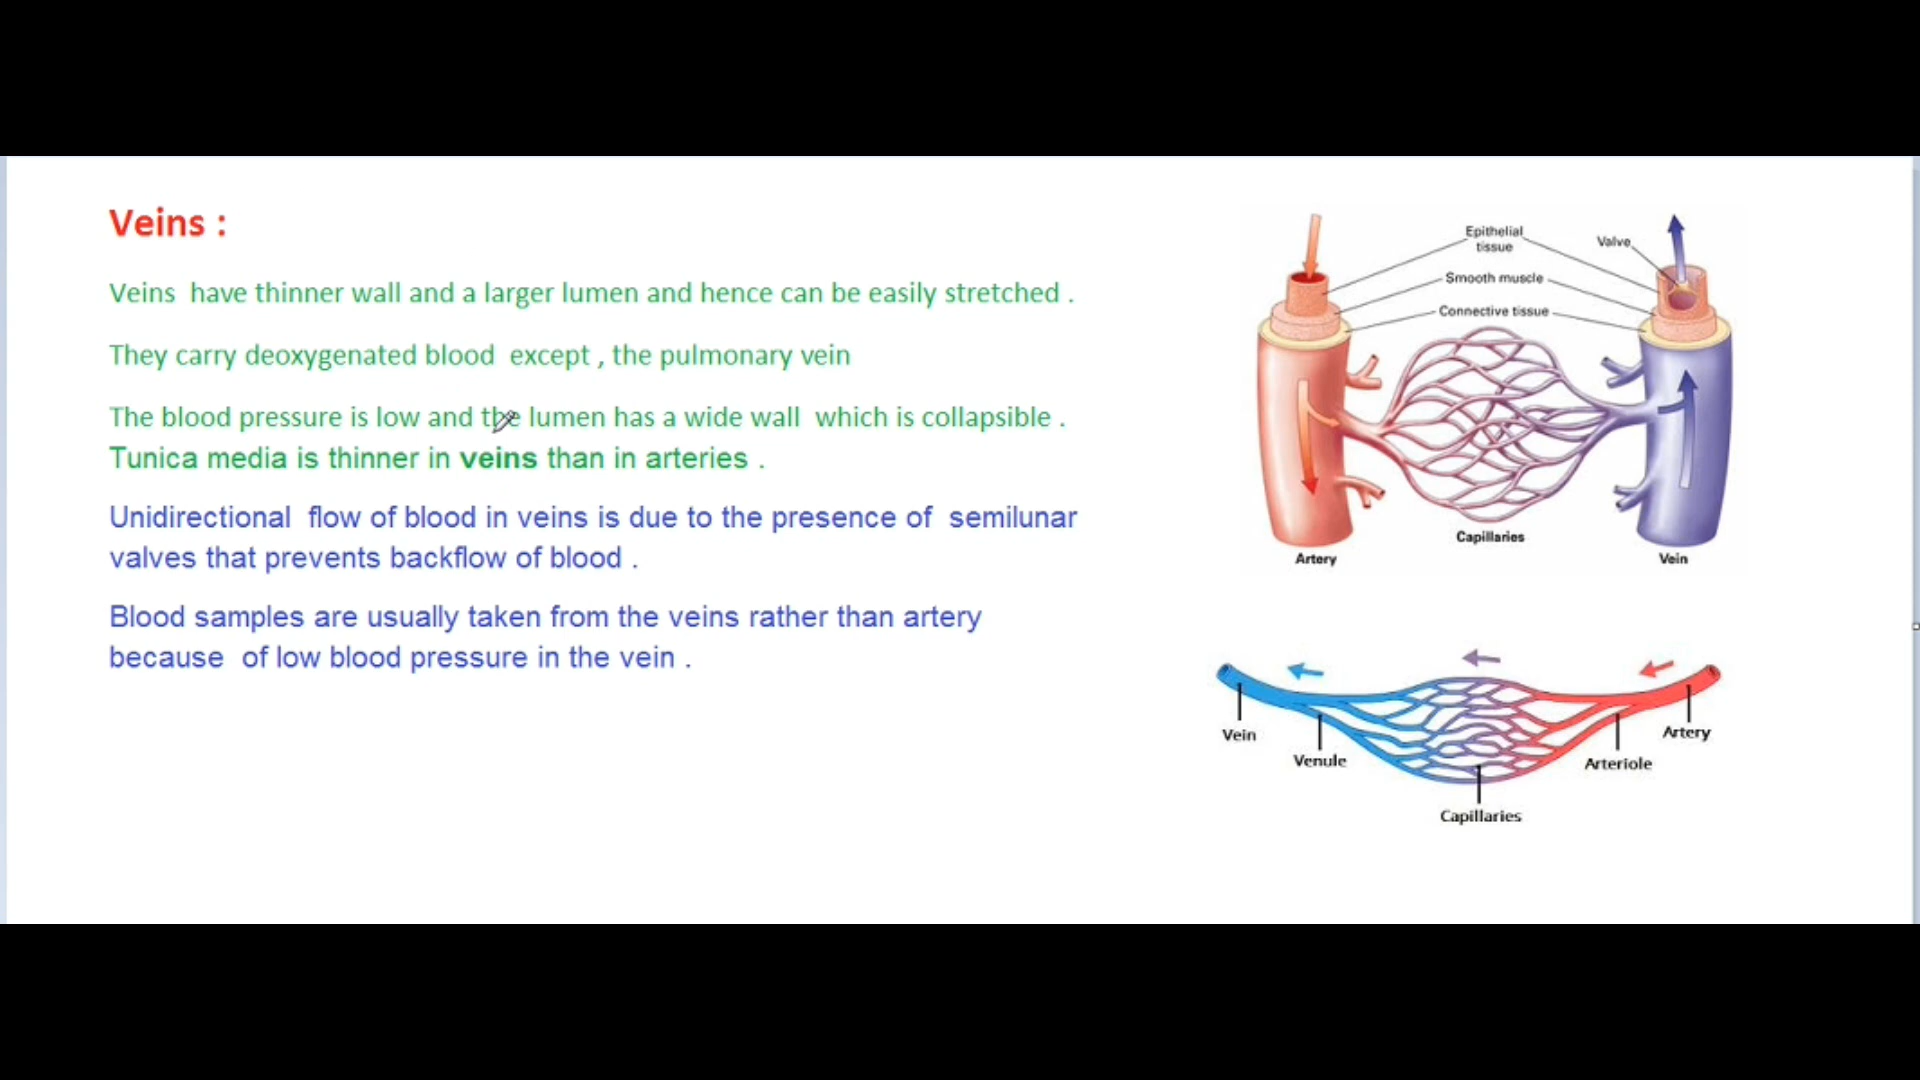 Veins :
Veins have thinner wall and a larger lumen and hence can be easily stretched .
They carry deoxygenated blood except , the pulmonary vein
The blood pressure is low and the lumen has a wide wall which is collapsible .
Tunica media is thinner in veins than in arteries .
Unidirectional flow of blood in veins is due to the presence of semilunar
valves that prevents backflow of blood .
Blood samples are usually taken from the veins rather than artery
because of low blood pressure in the vein .
Epithelial
tissue
Valve
Smooth muscle
Connective tissue
Capillaries
Artery
Vein
Vein
Venule
Capillaries
Arteriole
Artery